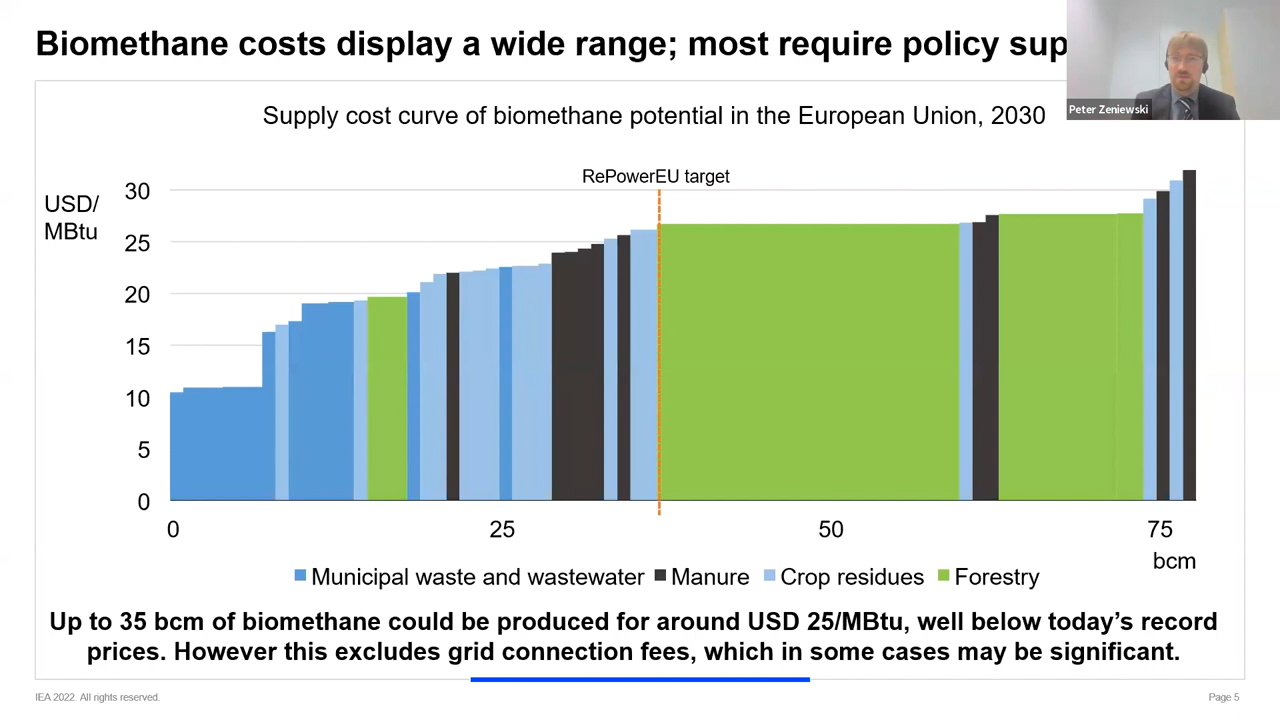 Biomethane costs display a wide range; most require policy sup
Peter Zeniewski
Supply cost curve of biomethane potential in the European Union, 2030
RePowerEU target
USD/
MBtu
30
25
20
15
10
5
0
0 25 50 75
bcm
Municipal waste and wastewater Manure Crop residues Forestry
Up to 35 bcm of biomethane could be produced for around USD 25/MBtu, well below today’s record
prices. However this excludes grid connection fees, which in some cases may be significant.
IEA 2022. All rights reserved. Page 5